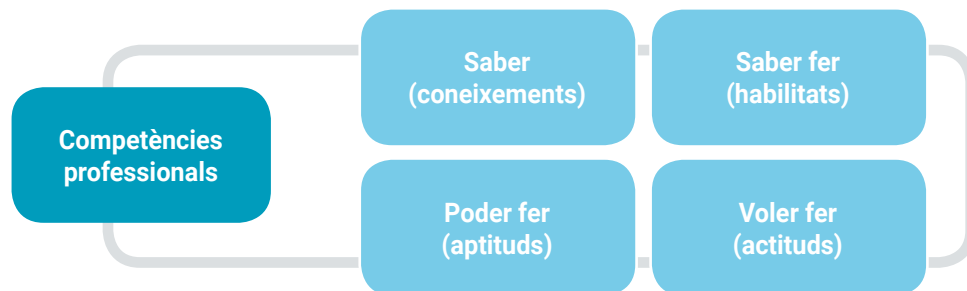 Competències
professionals
Saber
(coneixements)
Saber fer
(habilitats)
Poder fer
(aptituds)
Voler fer
(actituds)